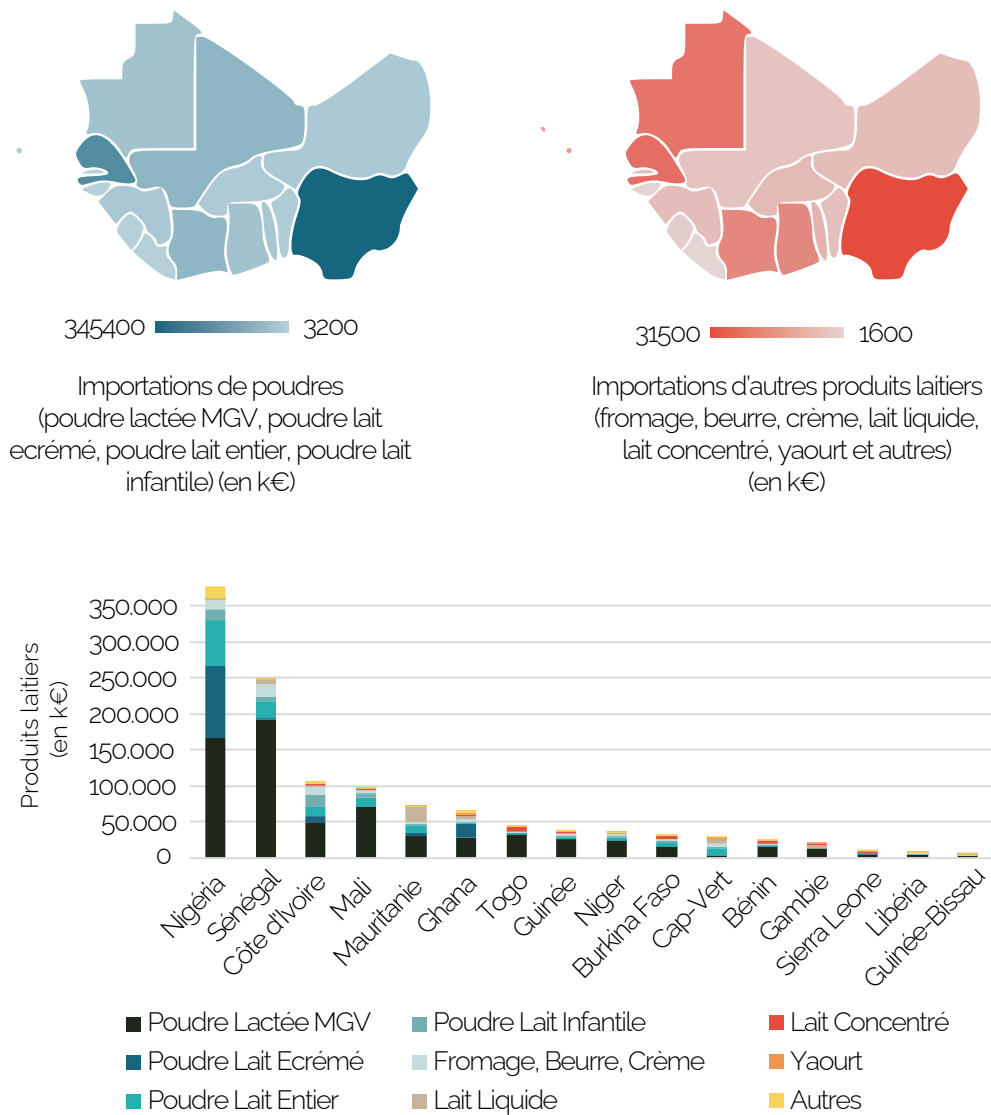 345400 3200
Importations de poudres
(poudre lactée MGV, poudre lait
ecrémé, poudre lait entier, poudre lait
infantile) (en k€)
31500 1600
Importations d'autres produits laitiers
(fromage, beurre, crème, lait liquide,
lait concentré, yaourt et autres)
(en k€)
Produits laitiers
(en k€)
350.000
300.000
250.000
200.000
150.000
100.000
50.000
0
Nigéria
Sénégal
Côte d'Ivoire
Mali
Mauritanie
Ghana
Togo
Guinée
Niger
Burkina Faso
Cap-Vert
Bénin
Gambie
Sierra Leone
Libéria
Guinée-Bissau
Poudre Lactée MGV
Poudre Lait Ecrémé
Poudre Lait Entier
Poudre Lait Infantile
Fromage, Beurre, Crème
Lait Liquide
Lait Concentré
Yaourt
Autres